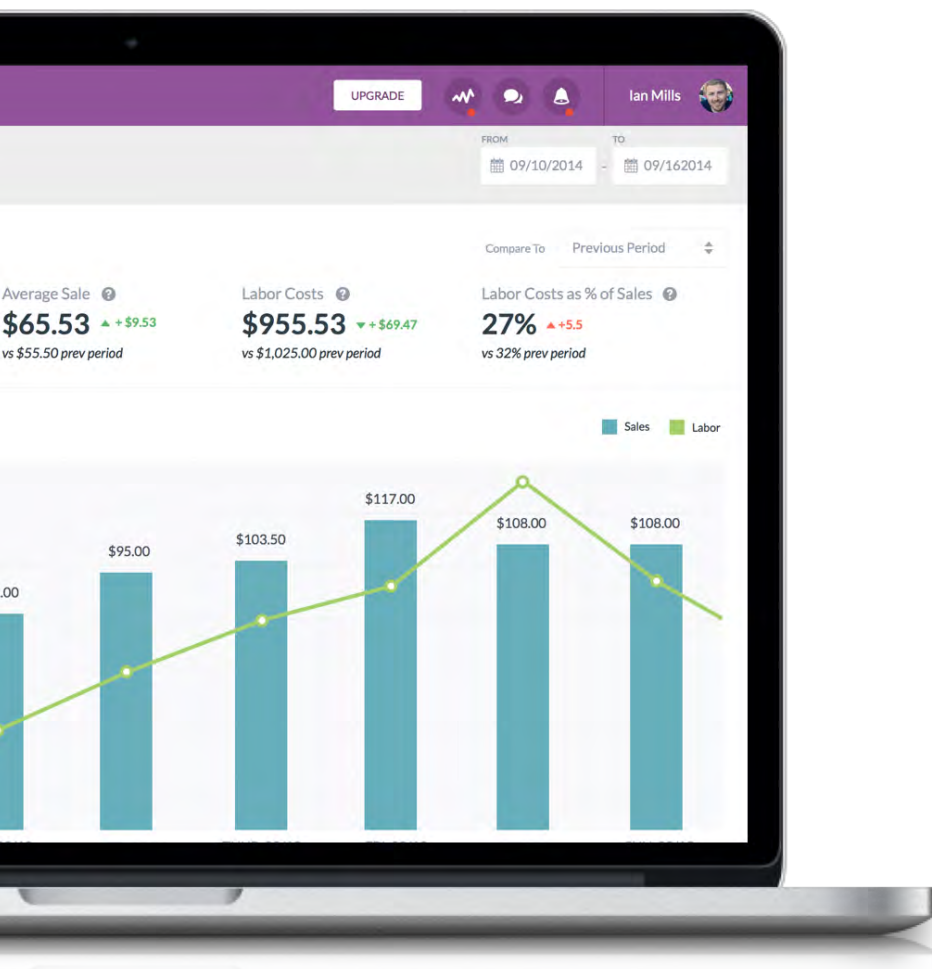 UPGRADE
Ian Mills
FROM
TO
09/10/2014 - 09/162014
Compare To Previous Period
Average Sale
Labor Costs
Labor Costs as % of Sales
$65.53 + $9.53
$955.53 + $69.47
27% +5.5
vs $55.50 prev period
vs $1,025.00 prev period
vs 32% prev period
Sales
Labor
$117.00
$108.00
$108.00
$103.50
$95.00
.00